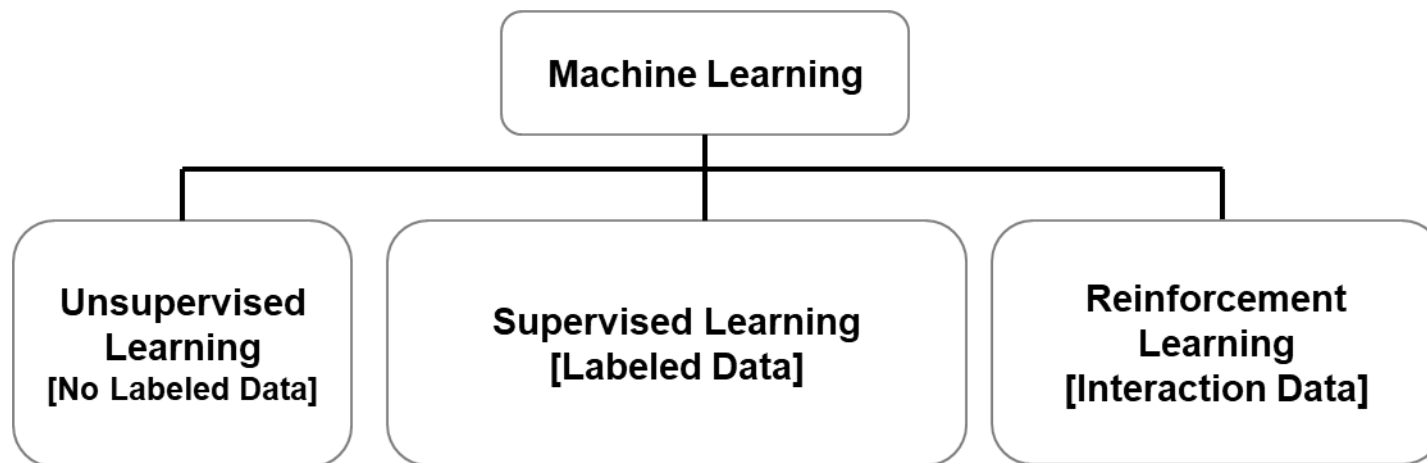 Machine Learning
Unsupervised
Learning
[No Labeled Data]
Supervised Learning
[Labeled Data]
Reinforcement
Learning
[Interaction Data]